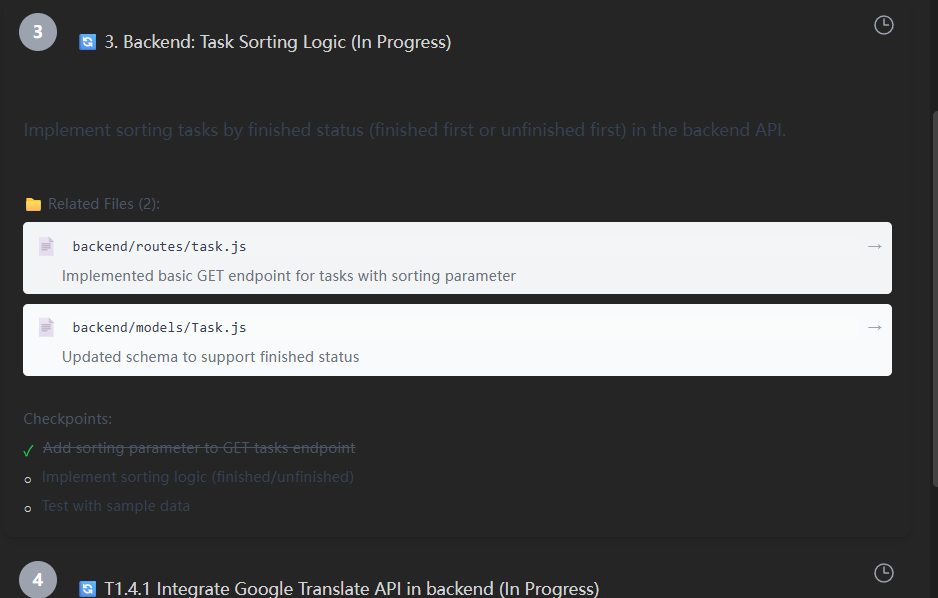 3
3. Backend: Task Sorting Logic (In Progress)
Implement sorting tasks by finished status (finished first or unfinished first) in the backend API.
Related Files (2):
backend/routes/task.js
→
Implemented basic GET endpoint for tasks with sorting parameter
backend/models/Task.js
→
Updated schema to support finished status
Checkpoints:
✓ Add sorting parameter to GET tasks endpoint
○ Implement sorting logic (finished/unfinished)
○ Test with sample data
4
T1.4.1 Integrate Google Translate API in backend (In Progress)